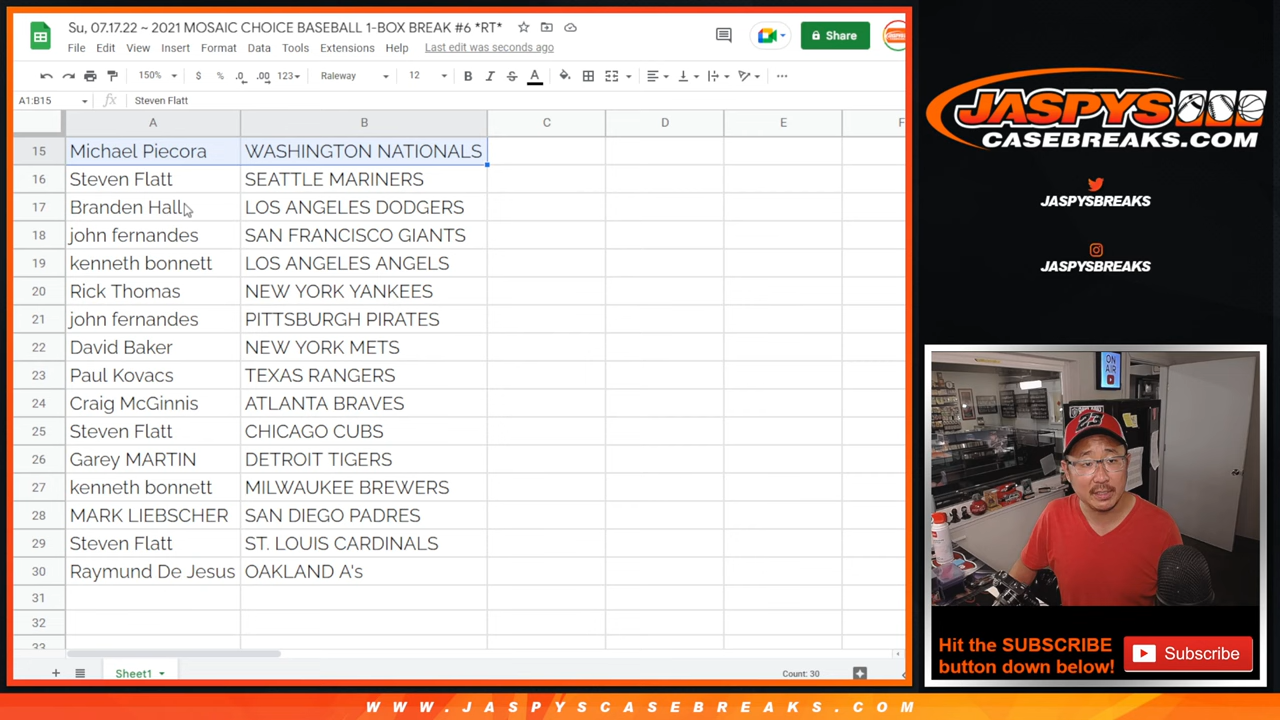 Su, 07.17.22 ~ 2021 MOSAIC CHOICE BASEBALL 1-BOX BREAK #6 *RT*
File Edit View Insert Format Data Tools Extensions Help Last edit was seconds ago
Share
150% $ % .0 .00 123 Raleway 12 B I S A
A1:B15 fx Steven Flatt
A B C D E F
15 Michael Piecora WASHINGTON NATIONALS
16 Steven Flatt SEATTLE MARINERS
17 Branden Hall LOS ANGELES DODGERS
18 john fernandes SAN FRANCISCO GIANTS
19 kenneth bonnett LOS ANGELES ANGELS
20 Rick Thomas NEW YORK YANKEES
21 john fernandes PITTSBURGH PIRATES
22 David Baker NEW YORK METS
23 Paul Kovacs TEXAS RANGERS
24 Craig McGinnis ATLANTA BRAVES
25 Steven Flatt CHICAGO CUBS
26 Garey MARTIN DETROIT TIGERS
27 kenneth bonnett MILWAUKEE BREWERS
28 MARK LIEBSCHER SAN DIEGO PADRES
29 Steven Flatt ST. LOUIS CARDINALS
30 Raymund De Jesus OAKLAND A's
31
32
33
Sheet1
Count: 30
JASPYS
CASEBREAKS.COM
JASPYSBREAKS
JASPYSBREAKS
ON
AIR
23
Hit the SUBSCRIBE
button down below!
Subscribe
WWW.JASPYSCASEBREAKS.COM